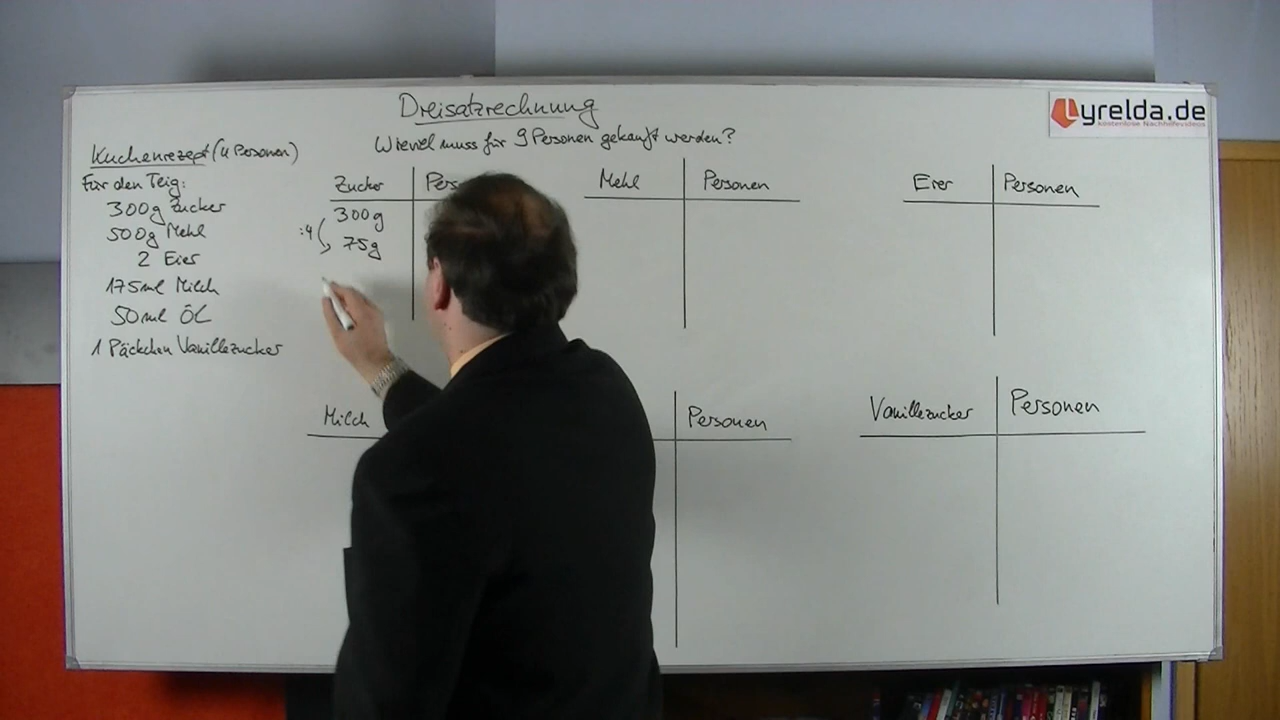 Dreisatzrechnung
Wieviel muss für 9 Personen gekauft werden?
Lyrelda.de
kostenlose Nachhilfevideos
Kuchenrezept (4 Personen)
Für den Teig:
300g Zucker
500g Mehl
2 Eier
175ml Milch
50ml ÖL
1 Päckchen Vanillezucker
Zucker Pers
300g
:4 75g
Mehl Personen
Eier Personen
Milch
Personen
Vanillezucker Personen